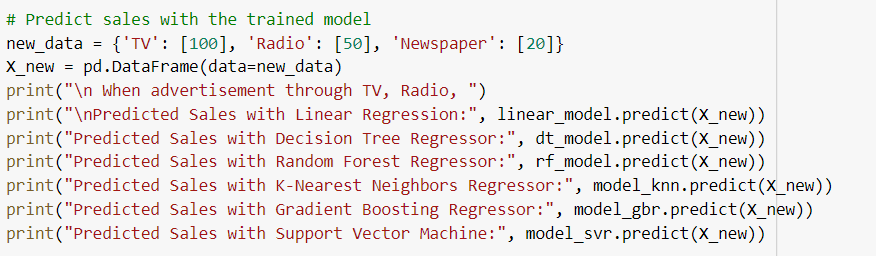 # Predict sales with the trained model
new_data = {'TV': [100], 'Radio': [50], 'Newspaper': [20]}
X_new = pd.DataFrame(data=new_data)
print("\n When advertisement through TV, Radio, ")
print("\nPredicted Sales with Linear Regression:", linear_model.predict(X_new))
print("Predicted Sales with Decision Tree Regressor:", dt_model.predict(X_new))
print("Predicted Sales with Random Forest Regressor:", rf_model.predict(X_new))
print("Predicted Sales with K-Nearest Neighbors Regressor:", model_knn.predict(X_new))
print("Predicted Sales with Gradient Boosting Regressor:", model_gbr.predict(X_new))
print("Predicted Sales with Support Vector Machine:", model_svr.predict(X_new))